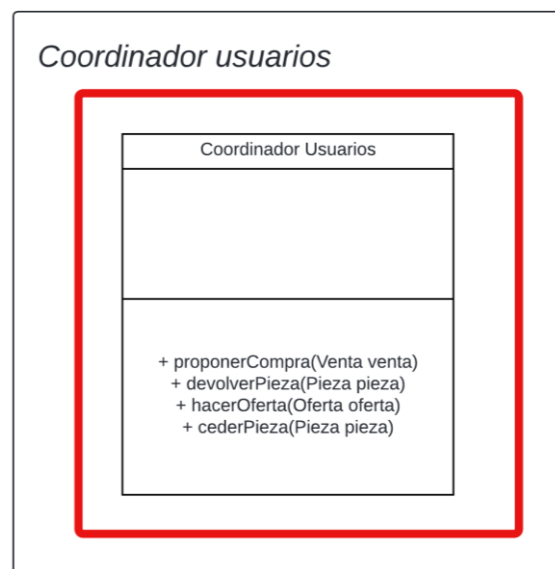 Coordinador usuarios
Coordinador Usuarios
+ proponerCompra(Venta venta)
+ devolverPieza(Pieza pieza)
+ hacerOferta(Oferta oferta)
+ cederPieza(Pieza pieza)